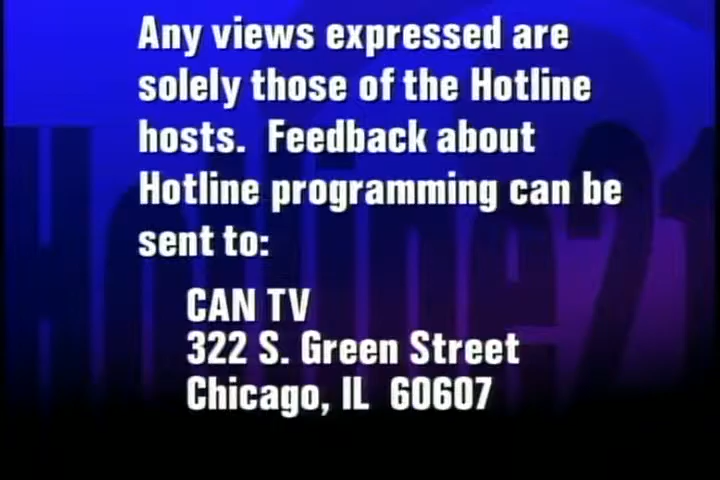 Any views expressed are
solely those of the Hotline
hosts. Feedback about
Hotline programming can be
sent to:
CAN TV
322 S. Green Street
Chicago, IL 60607
Hotline21